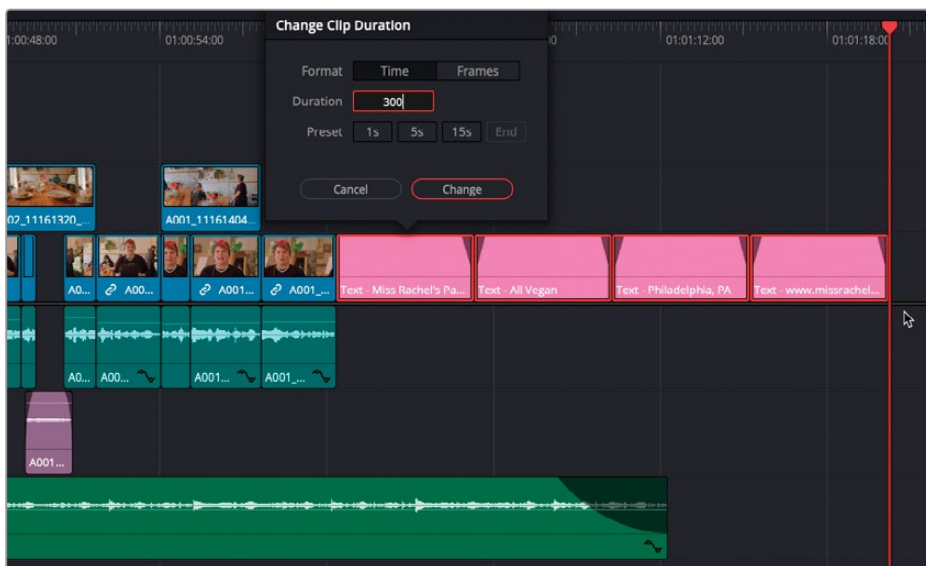 Change Clip Duration
1:00:48:00 01:00:54:00 00 01:01:12:00 01:01:18:00
Format Time Frames
Duration 300
Preset 1s 5s 15s End
Cancel Change
02_11161320_... A001_11161404...
A0... A00... A001... A001_... Text - Miss Rachel's Pa... Text - All Vegan Text - Philadelphia, PA Text - www.missrachel...
A0... A00... A001... A001_...
A001...